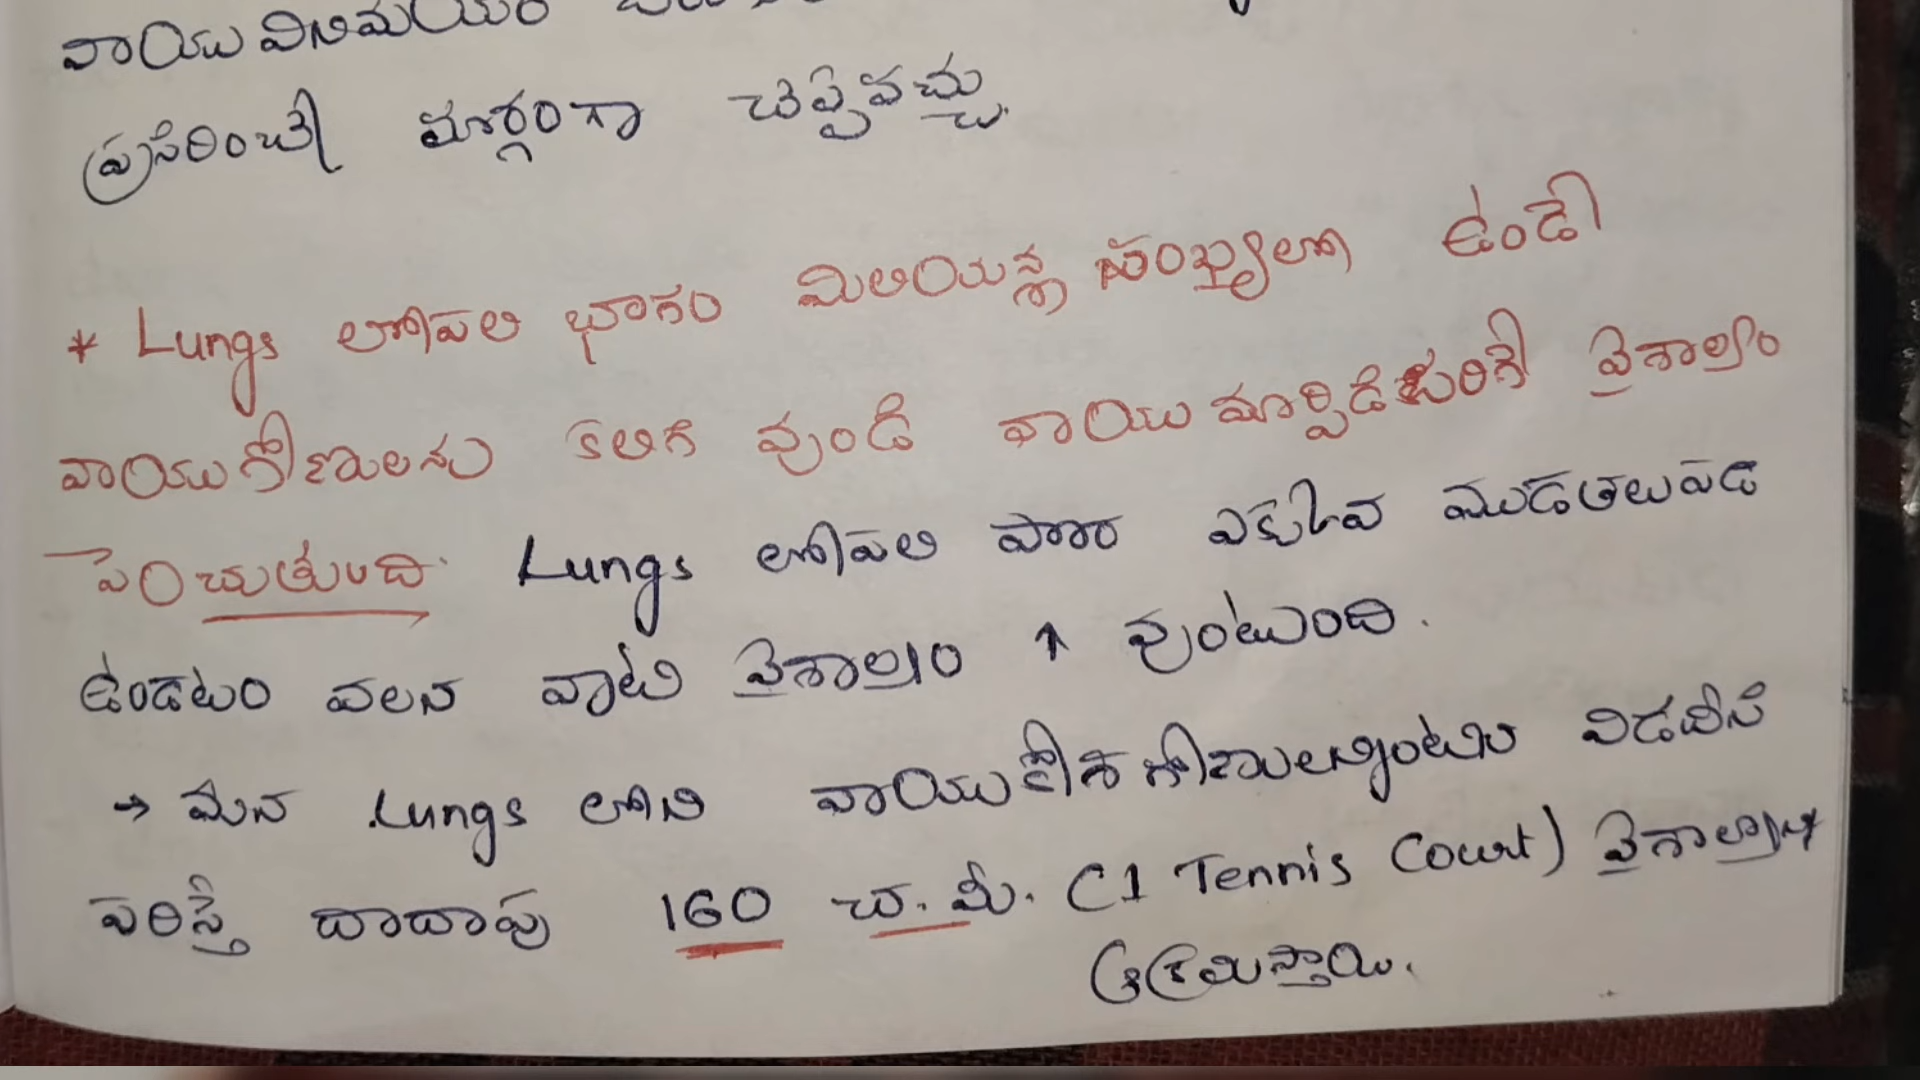 వాయు వినిమయం
ప్రసరించే మార్గంగా చెప్పవచ్చు.
* Lungs లోపలి భాగం మిలియన్ల సంఖ్యలో ఉండే
వాయుగోణులను కలిగి వుండి వాయు మార్పిడి జరిగే వైశాల్యం
పెంచుతుంది. Lungs లోపలి పొర ఎక్కువ ముడతలుపడి
ఉండటం వలన వాటి వైశాల్యం ↑ వుంటుంది.
→ మన Lungs లోని వాయుకోశ గోణులన్నింటిని విడదీసి
పరిస్తే దాదాపు 160 చ.మీ. (1 Tennis Court) వైశాల్యం
ఆక్రమిస్తాయి.